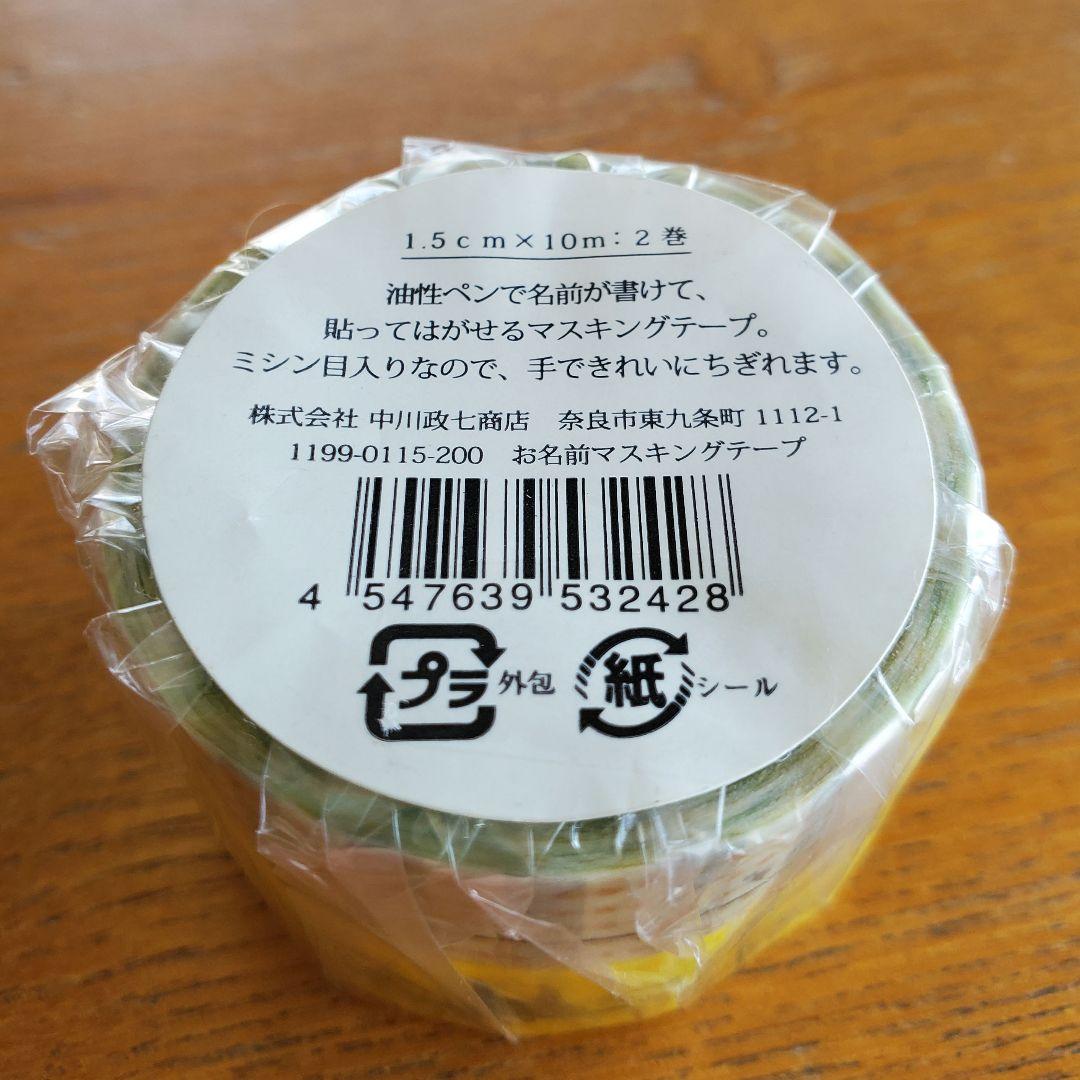 1.5cm×10m:2巻
油性ペンで名前が書けて、
貼ってはがせるマスキングテープ。
ミシン目入りなので、手できれいにちぎれます。
株式会社 中川政七商店 奈良市東九条町 1112-1
1199-0115-200 お名前マスキングテープ
4 547639 532428
プラ 外包 紙 シール